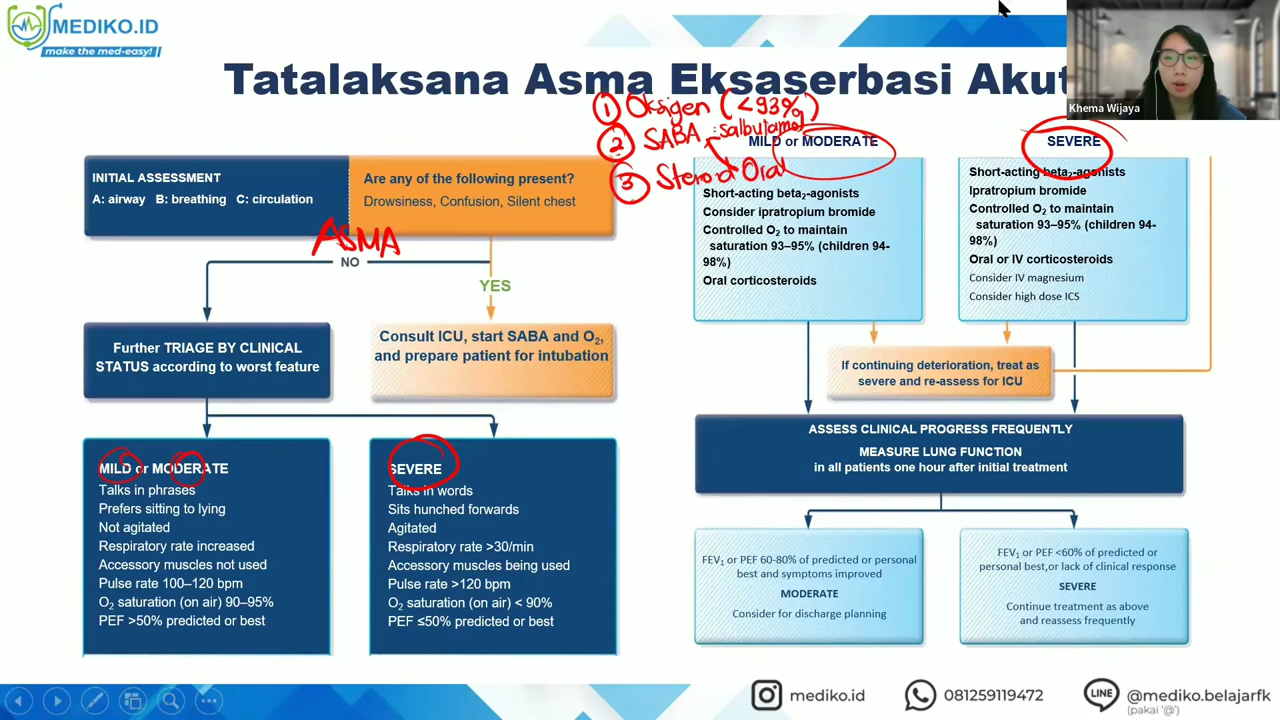 MEDIKO.ID
make the med-easy!
Tatalaksana Asma Eksaserbasi Akut
Khema Wijaya
① Oksigen (<93%)
② SABA : Salbutamol
③ Steroid Oral
INITIAL ASSESSMENT
A: airway B: breathing C: circulation
Are any of the following present?
Drowsiness, Confusion, Silent chest
ASMA
NO
YES
Further TRIAGE BY CLINICAL
STATUS according to worst feature
Consult ICU, start SABA and O₂,
and prepare patient for intubation
MILD or MODERATE
Talks in phrases
Prefers sitting to lying
Not agitated
Respiratory rate increased
Accessory muscles not used
Pulse rate 100–120 bpm
O₂ saturation (on air) 90–95%
PEF >50% predicted or best
SEVERE
Talks in words
Sits hunched forwards
Agitated
Respiratory rate >30/min
Accessory muscles being used
Pulse rate >120 bpm
O₂ saturation (on air) < 90%
PEF ≤50% predicted or best
MILD or MODERATE
Short-acting beta₂-agonists
Consider ipratropium bromide
Controlled O₂ to maintain
saturation 93–95% (children 94-
98%)
Oral corticosteroids
SEVERE
Short-acting beta₂-agonists
Ipratropium bromide
Controlled O₂ to maintain
saturation 93–95% (children 94-
98%)
Oral or IV corticosteroids
Consider IV magnesium
Consider high dose ICS
If continuing deterioration, treat as
severe and re-assess for ICU
ASSESS CLINICAL PROGRESS FREQUENTLY
MEASURE LUNG FUNCTION
in all patients one hour after initial treatment
FEV₁ or PEF 60-80% of predicted or personal
best and symptoms improved
MODERATE
Consider for discharge planning
FEV₁ or PEF <60% of predicted or
personal best,or lack of clinical response
SEVERE
Continue treatment as above
and reassess frequently
mediko.id
081259119472
LINE
@mediko.belajarfk
(pakai '@')